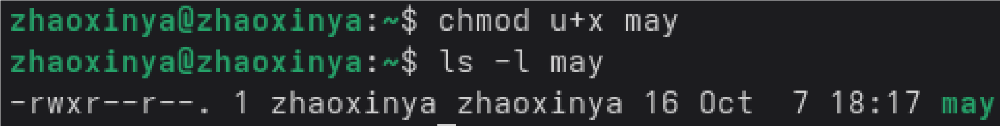 zhaoxinya@zhaoxinya:~$ chmod u+x may
zhaoxinya@zhaoxinya:~$ ls -l may
-rwxr--r--. 1 zhaoxinya zhaoxinya 16 Oct  7 18:17 may